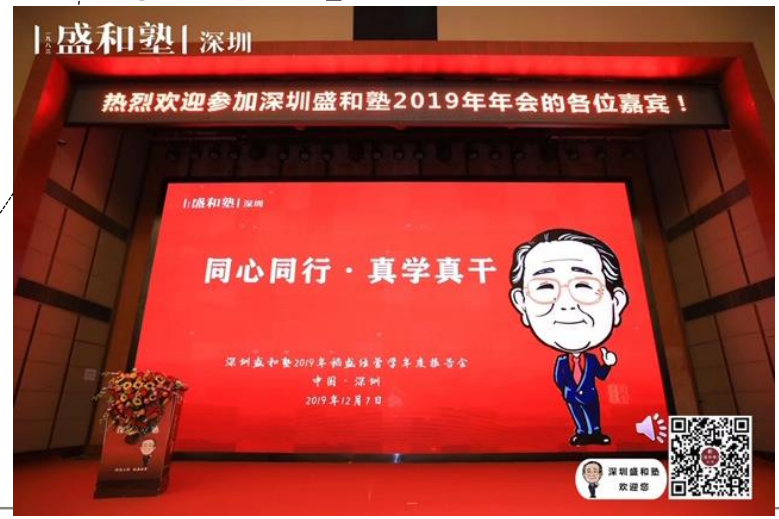 一九八三 盛和塾 深圳
热烈欢迎参加深圳盛和塾2019年年会的各位嘉宾！
盛和塾 深圳
同心同行·真学真干
深圳盛和塾2019年稻盛经营学年度报告会
中国·深圳
2019年12月7日
深圳盛和塾
欢迎您